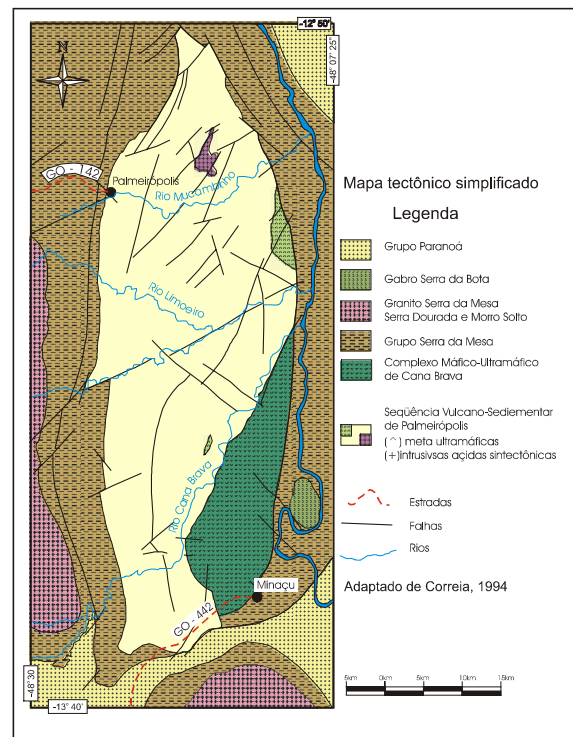 -12° 50'
-48° 07' 25"
N
GO - 142
Palmeirópolis
Rio Mucambinho
Rio Limoeiro
Rio Cana Brava
Minaçu
GO - 442
-48° 30'
-13° 40'
Mapa tectônico simplificado
Legenda
Grupo Paranoá
Gabro Serra da Bota
Granito Serra da Mesa
Serra Dourada e Morro Solto
Grupo Serra da Mesa
Complexo Máfico-Ultramáfico
de Cana Brava
Seqüência Vulcano-Sediementar
de Palmeirópolis
(^) meta ultramáficas
(+)intrusivsas açidas sintectônicas
Estradas
Falhas
Rios
Adaptado de Correia, 1994
5km 0km 5km 10km 15km